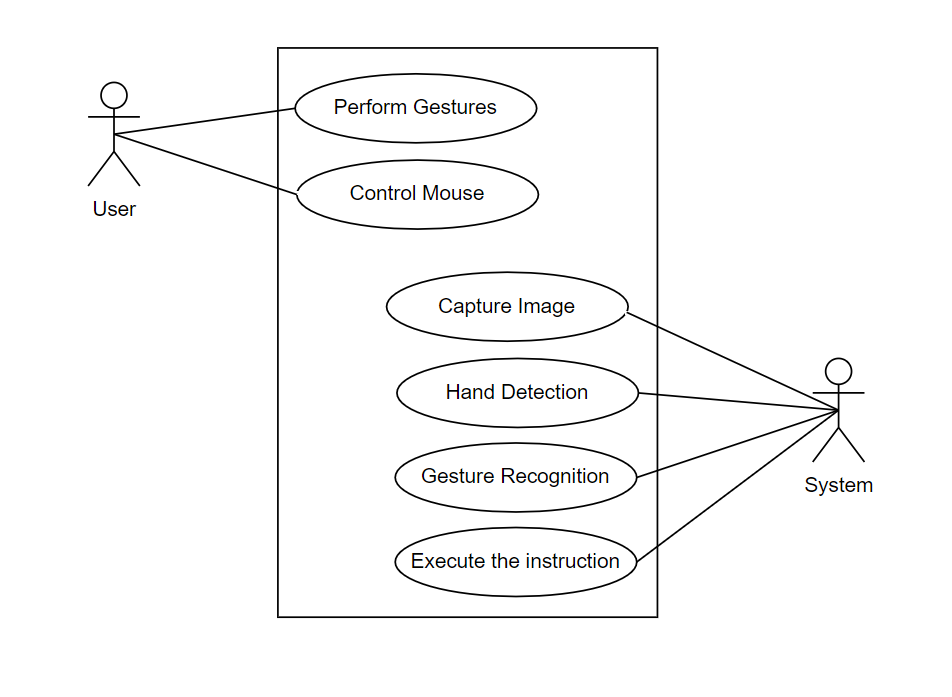 Perform Gestures
Control Mouse
User
Capture Image
Hand Detection
Gesture Recognition
System
Execute the instruction